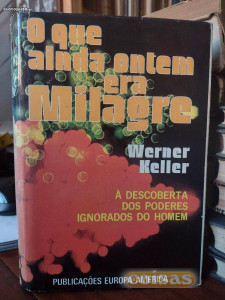 O que
ainda ontem
era
Milagre
Werner
Keller
À DESCOBERTA
DOS PODERES
IGNORADOS DO HOMEM
PUBLICAÇÕES EUROPA-AMÉRICA